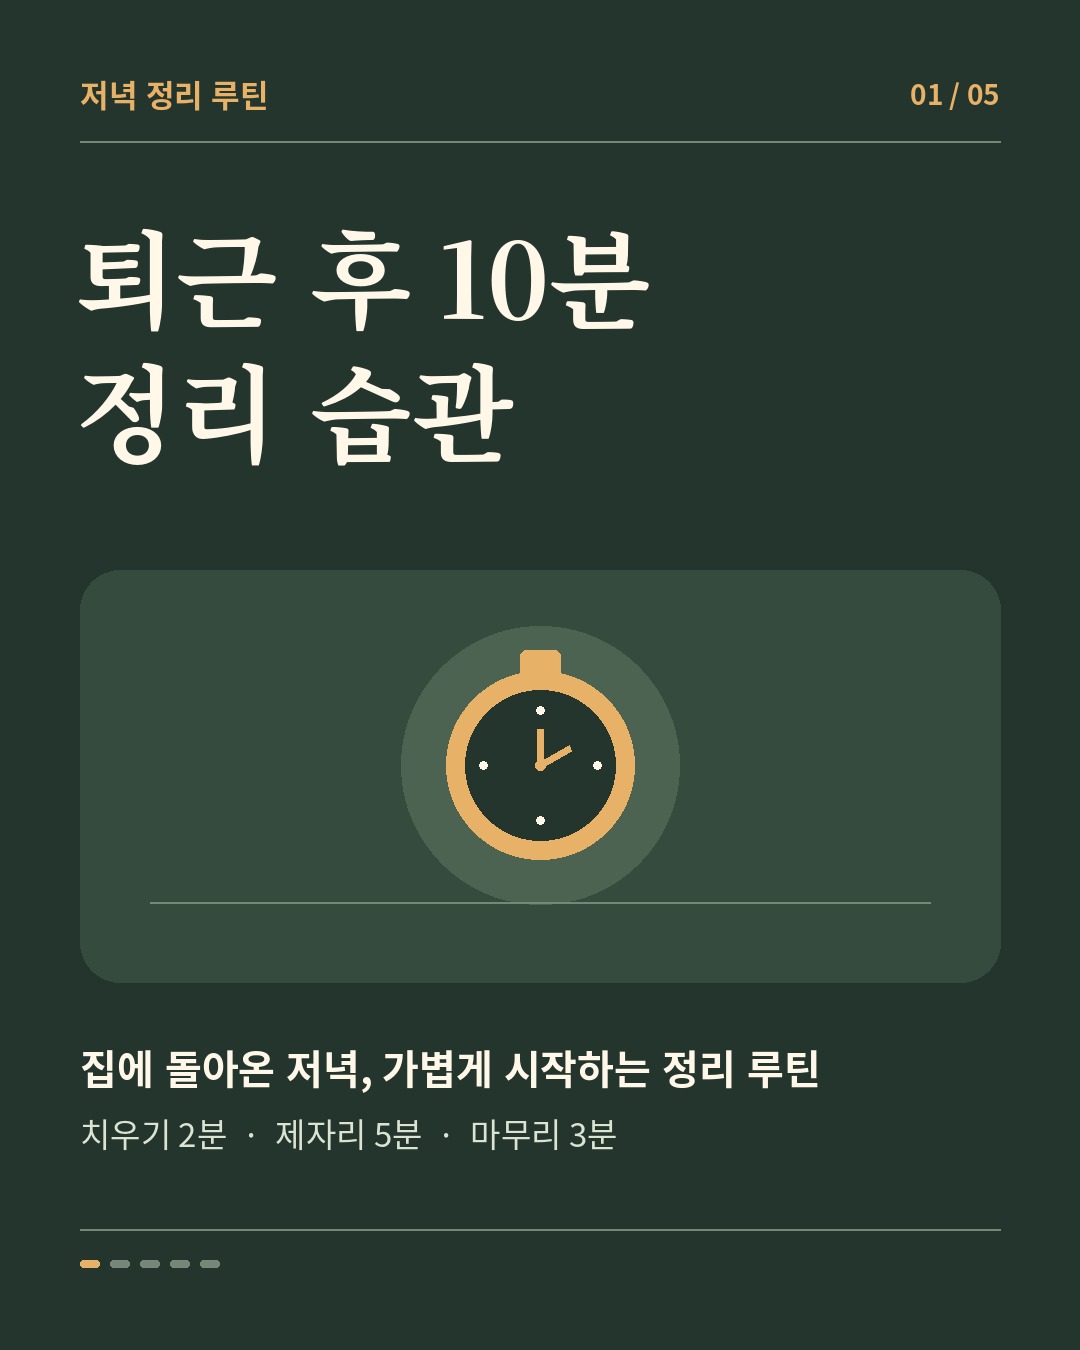 저녁 정리 루틴
01 / 05
퇴근 후 10분
정리 습관
집에 돌아온 저녁, 가볍게 시작하는 정리 루틴
치우기 2분 · 제자리 5분 · 마무리 3분